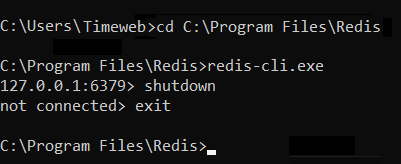 C:\Users\Timeweb>cd C:\Program Files\Redis
C:\Program Files\Redis>redis-cli.exe
127.0.0.1:6379> shutdown
not connected> exit
C:\Program Files\Redis>